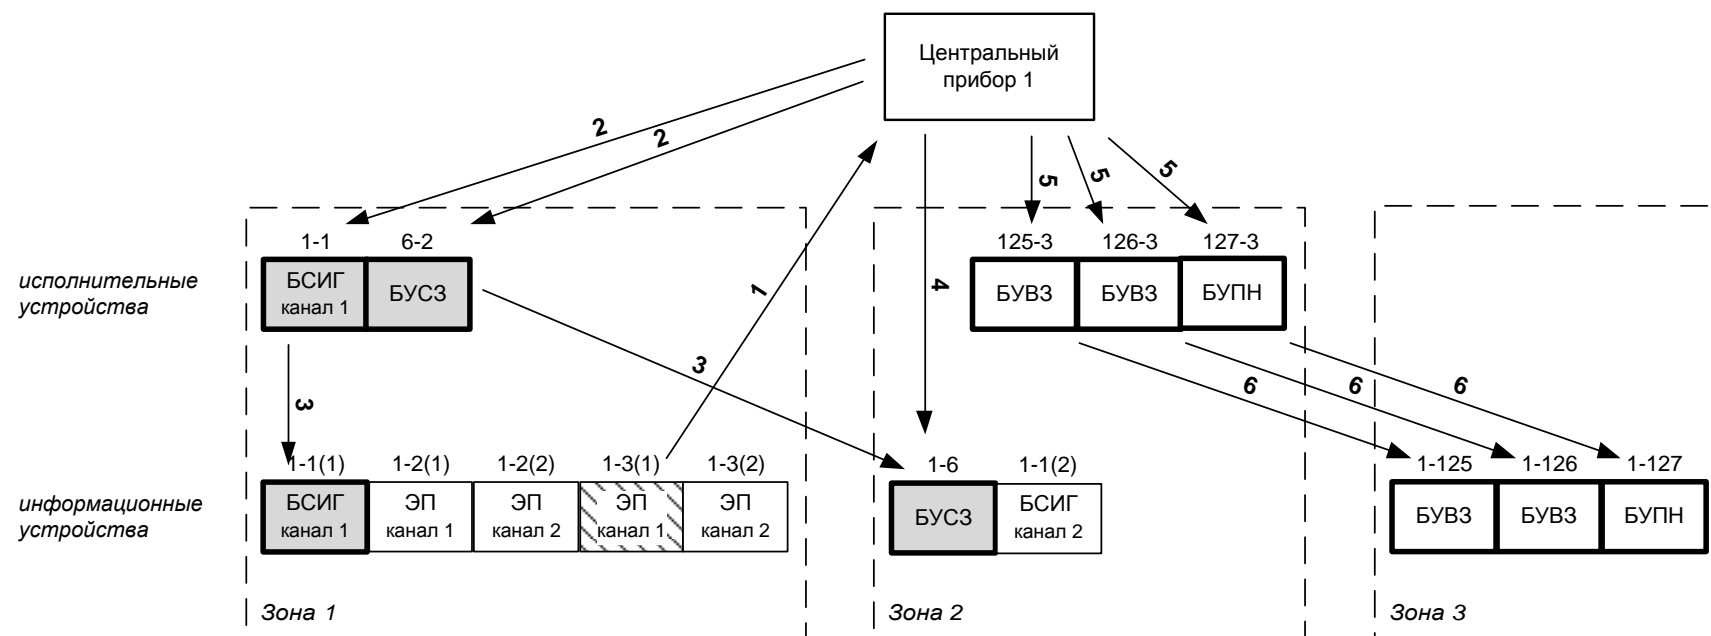 Центральный
прибор 1
2
2
5
5
5
1-1
6-2
125-3
126-3
127-3
исполнительные
устройства
БСИГ
канал 1
БУСЗ
1
4
БУВЗ
БУВЗ
БУПН
3
3
6
6
6
1-1(1)
1-2(1)
1-2(2)
1-3(1)
1-3(2)
1-6
1-1(2)
1-125
1-126
1-127
информационные
устройства
БСИГ
канал 1
ЭП
канал 1
ЭП
канал 2
ЭП
канал 1
ЭП
канал 2
БУСЗ
БСИГ
канал 2
БУВЗ
БУВЗ
БУПН
Зона 1
Зона 2
Зона 3